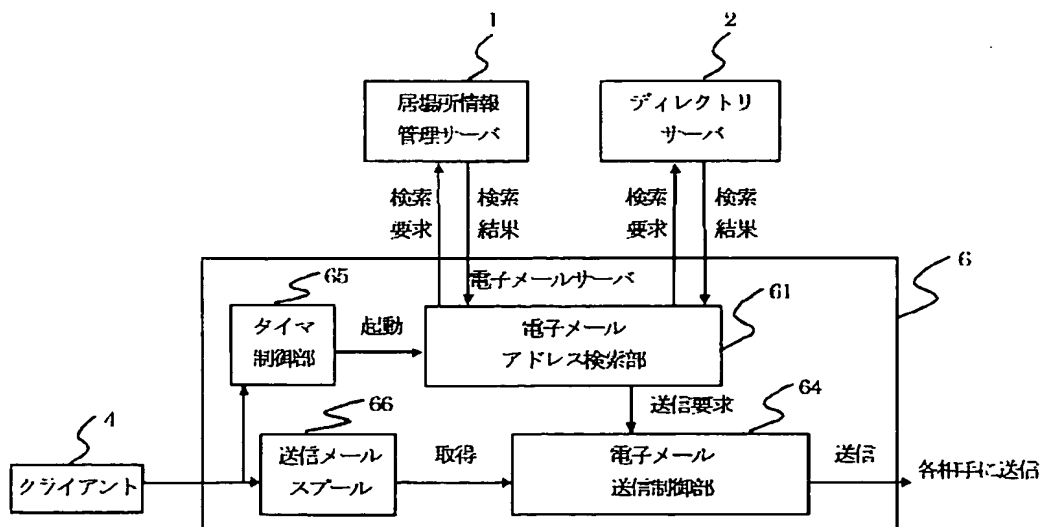 1
2
居場所情報
管理サーバ
ディレクトリ
サーバ
検索
要求
検索
結果
検索
要求
検索
結果
電子メールサーバ
6
65
61
タイマ
制御部
起動
電子メール
アドレス検索部
送信要求
64
4
66
クライアント
送信メール
スプール
取得
電子メール
送信制御部
送信
各相手に送信